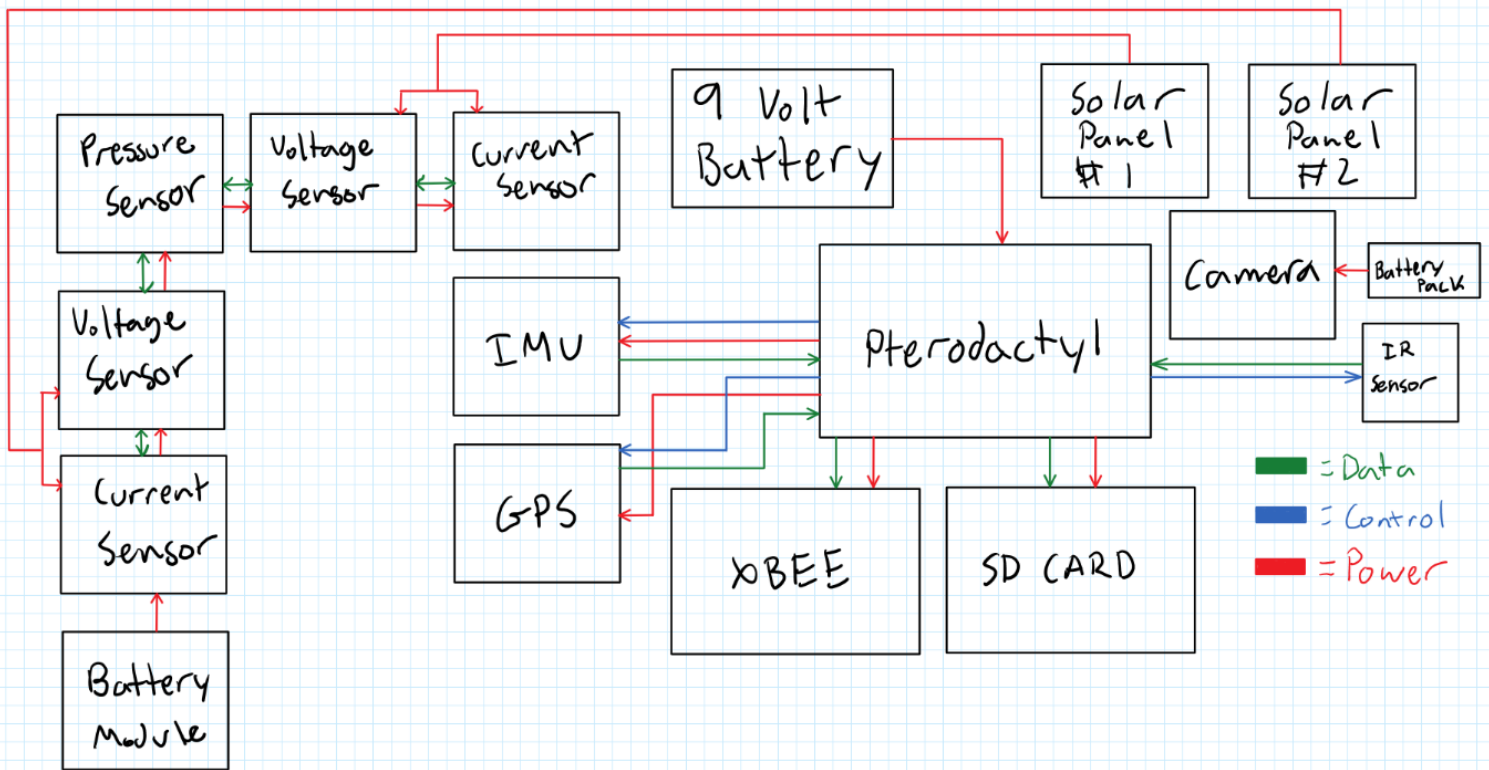 Pressure
Sensor
Voltage
Sensor
Current
Sensor
9 Volt
Battery
Solar
Panel
#1
Solar
Panel
#2
Camera
Battery
Pack
Voltage
Sensor
IMU
Pterodactyl
IR
Sensor
Current
Sensor
GPS
XBEE
SD CARD
= Data
= Control
= Power
Battery
Module